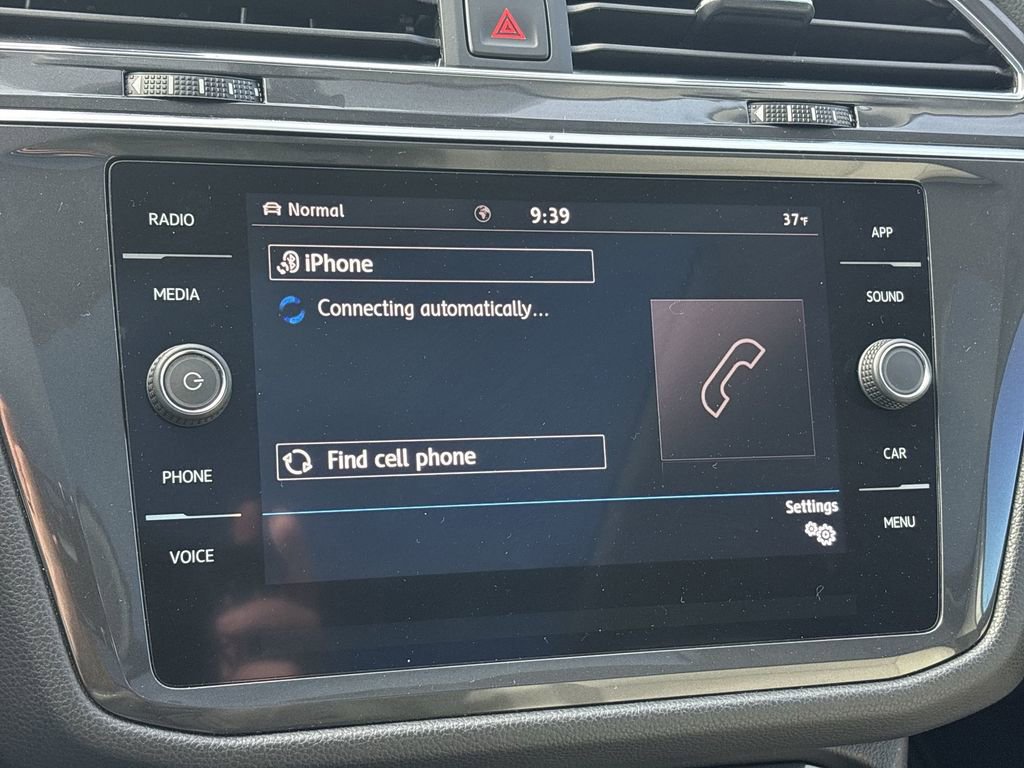 RADIO
MEDIA
PHONE
VOICE
Normal
9:39
37°F
iPhone
Connecting automatically...
Find cell phone
Settings
APP
SOUND
CAR
MENU